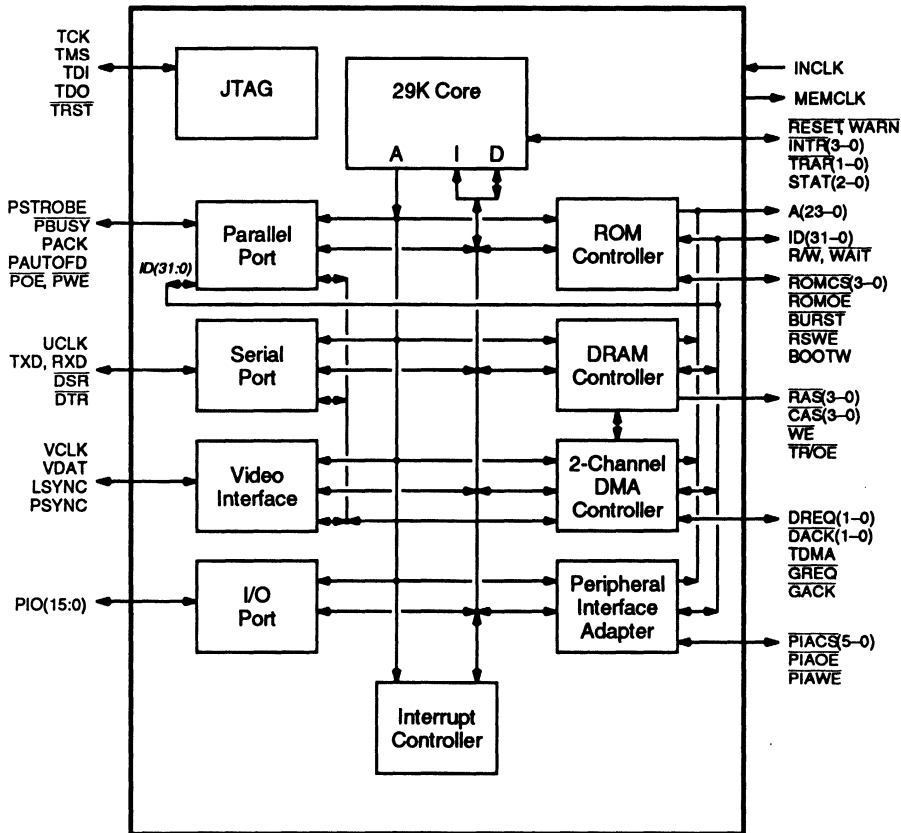 TCK
TMS
TDI
TDO
TRST
JTAG
29K Core
A I D
INCLK
MEMCLK
RESET, WARN
INTR(3–0)
TRAP(1–0)
STAT(2–0)
PSTROBE
PBUSY
PACK
PAUTOFD
POE, PWE
ID(31:0)
Parallel
Port
ROM
Controller
A(23–0)
ID(31–0)
R/W, WAIT
ROMCS(3–0)
ROMOE
BURST
RSWE
BOOTW
UCLK
TXD, RXD
DSR
DTR
Serial
Port
DRAM
Controller
RAS(3–0)
CAS(3–0)
WE
TR/OE
VCLK
VDAT
LSYNC
PSYNC
Video
Interface
2-Channel
DMA
Controller
DREQ(1–0)
DACK(1–0)
TDMA
GREQ
GACK
PIO(15:0)
I/O
Port
Peripheral
Interface
Adapter
PIACS(5–0)
PIAOE
PIAWE
Interrupt
Controller